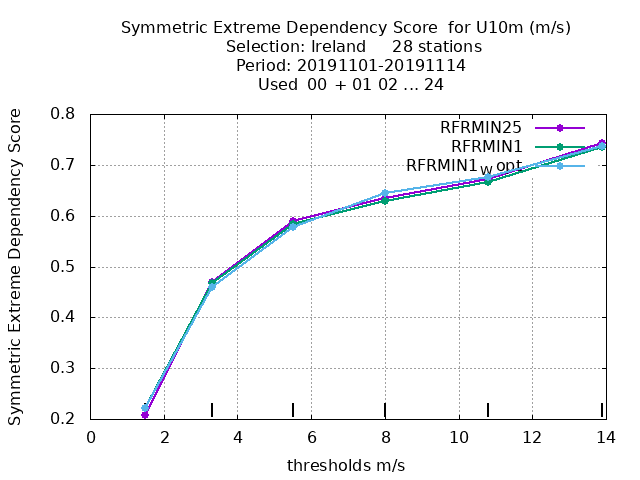 Symmetric Extreme Dependency Score for U10m (m/s)
Selection: Ireland 28 stations
Period: 20191101-20191114
Used 00 + 01 02 ... 24
Symmetric Extreme Dependency Score
0.8
0.7
0.6
0.5
0.4
0.3
0.2
RFRMIN25
RFRMIN1
RFRMIN1w opt
0 2 4 6 8 10 12 14
thresholds m/s